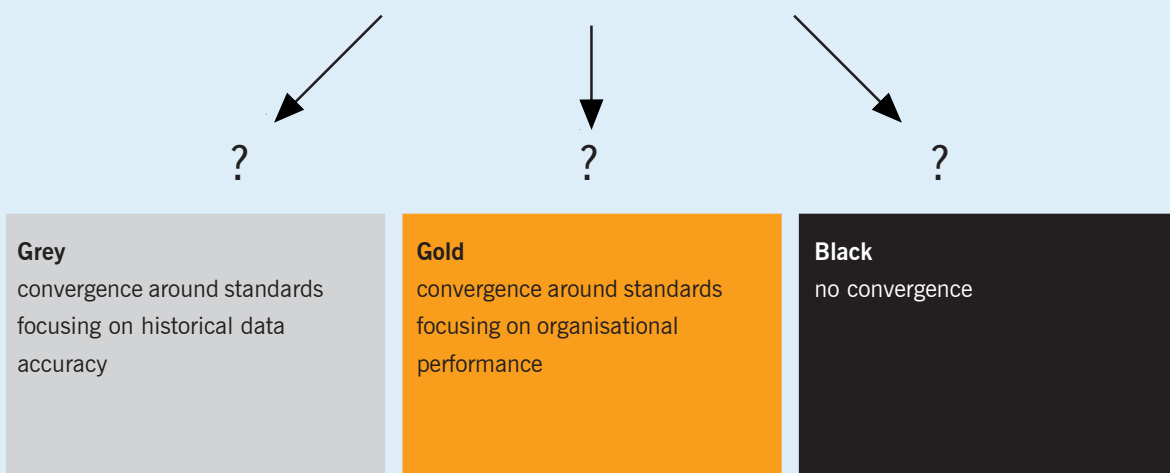 ?
?
?
Grey
convergence around standards
focusing on historical data
accuracy
Gold
convergence around standards
focusing on organisational
performance
Black
no convergence